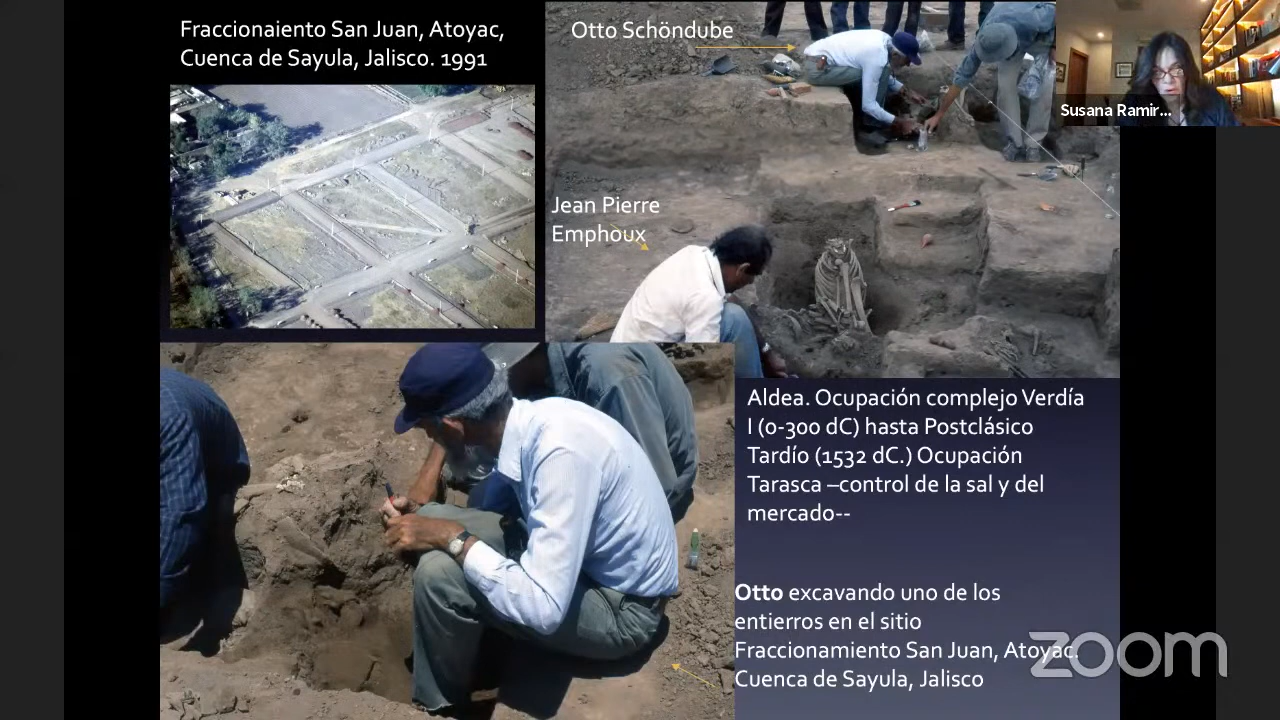 Fraccionaiento San Juan, Atoyac,
Cuenca de Sayula, Jalisco. 1991
Otto Schöndube
Susana Ramir...
Jean Pierre
Emphoux
Aldea. Ocupación complejo Verdía
I (0-300 dC) hasta Postclásico
Tardío (1532 dC.) Ocupación
Tarasca –control de la sal y del
mercado--
Otto excavando uno de los
entierros en el sitio
Fraccionamiento San Juan, Atoyac.
Cuenca de Sayula, Jalisco
zoom